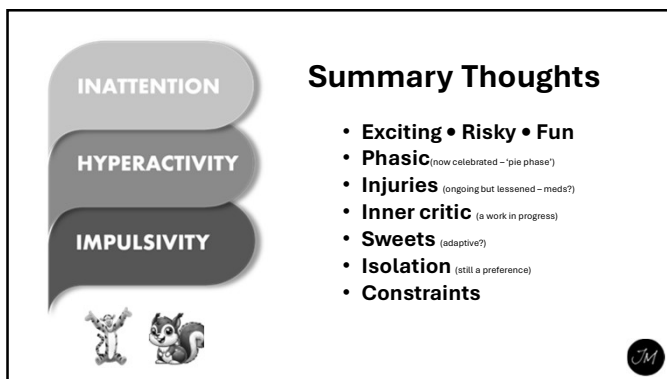 INATTENTION
HYPERACTIVITY
IMPULSIVITY
Summary Thoughts
• Exciting • Risky • Fun
• Phasic(now celebrated – ‘pie phase’)
• Injuries (ongoing but lessened – meds?)
• Inner critic (a work in progress)
• Sweets (adaptive?)
• Isolation (still a preference)
• Constraints
JM